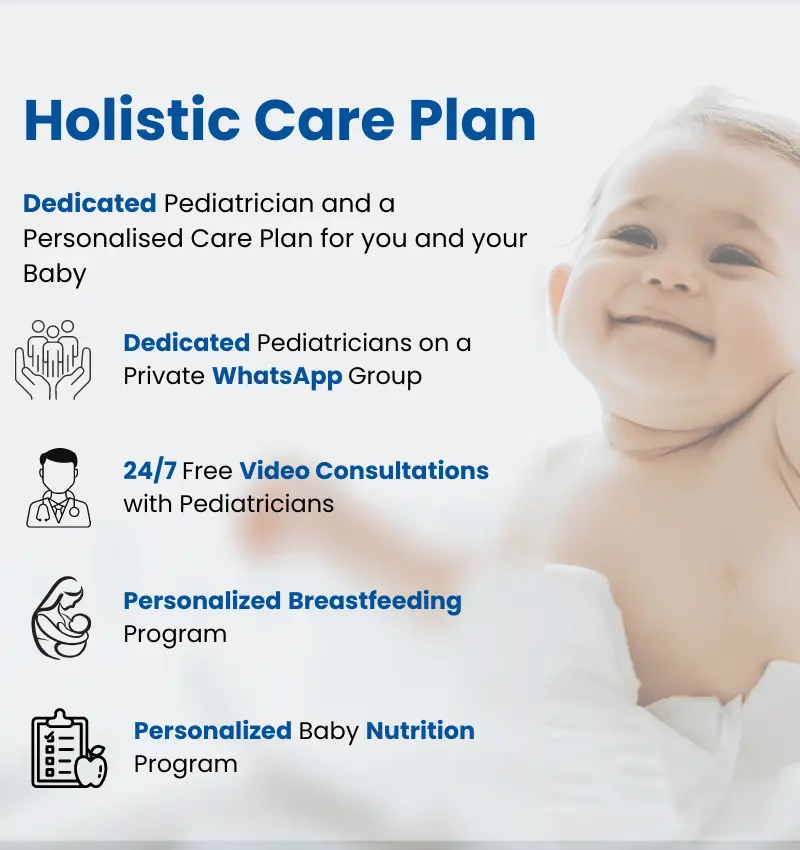 Holistic Care Plan
Dedicated Pediatrician and a
Personalised Care Plan for you and your
Baby
Dedicated Pediatricians on a
Private WhatsApp Group
24/7 Free Video Consultations
with Pediatricians
Personalized Breastfeeding
Program
Personalized Baby Nutrition
Program